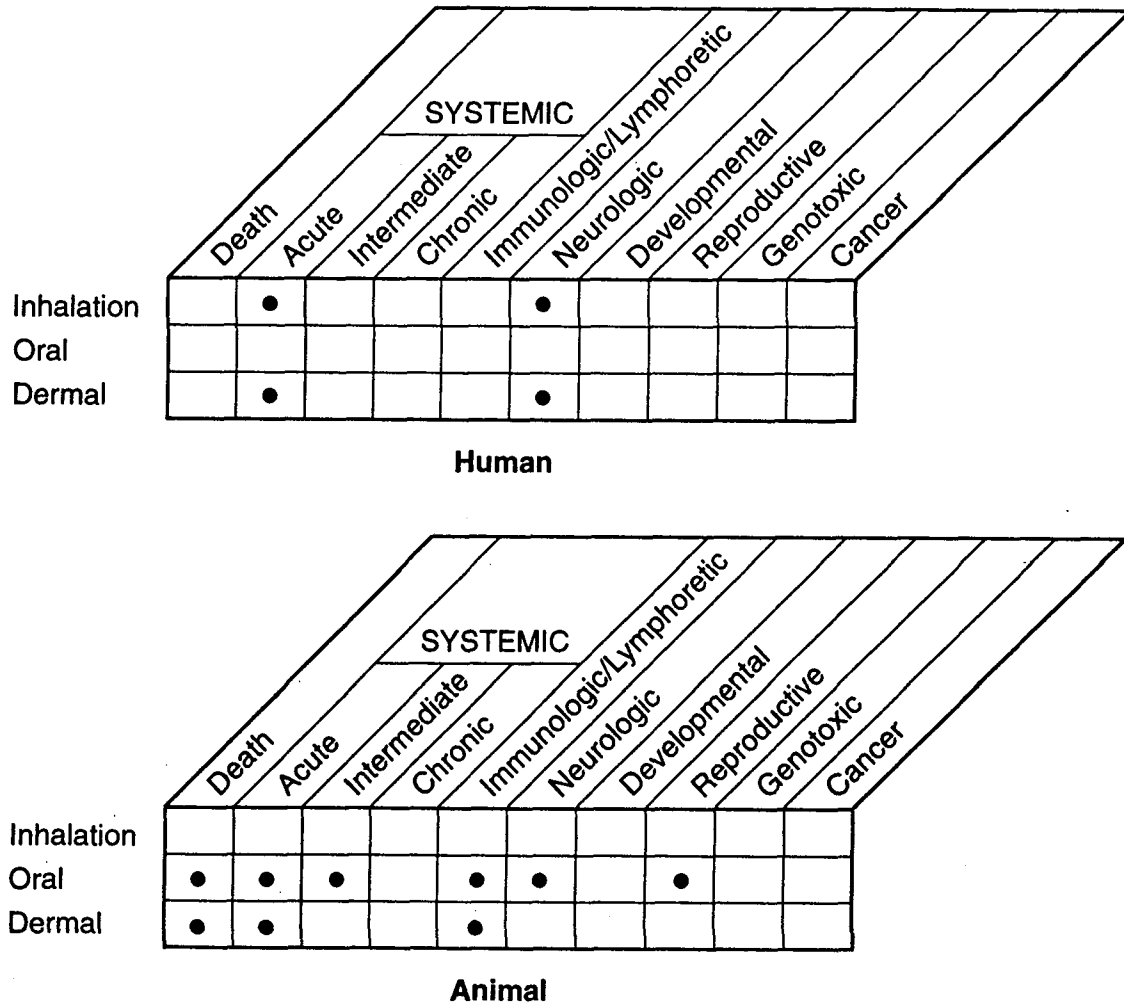 SYSTEMIC
Death
Acute
Intermediate
Chronic
Immunologic/Lymphoretic
Neurologic
Developmental
Reproductive
Genotoxic
Cancer
Inhalation
Oral
Dermal
Human
SYSTEMIC
Death
Acute
Intermediate
Chronic
Immunologic/Lymphoretic
Neurologic
Developmental
Reproductive
Genotoxic
Cancer
Inhalation
Oral
Dermal
Animal